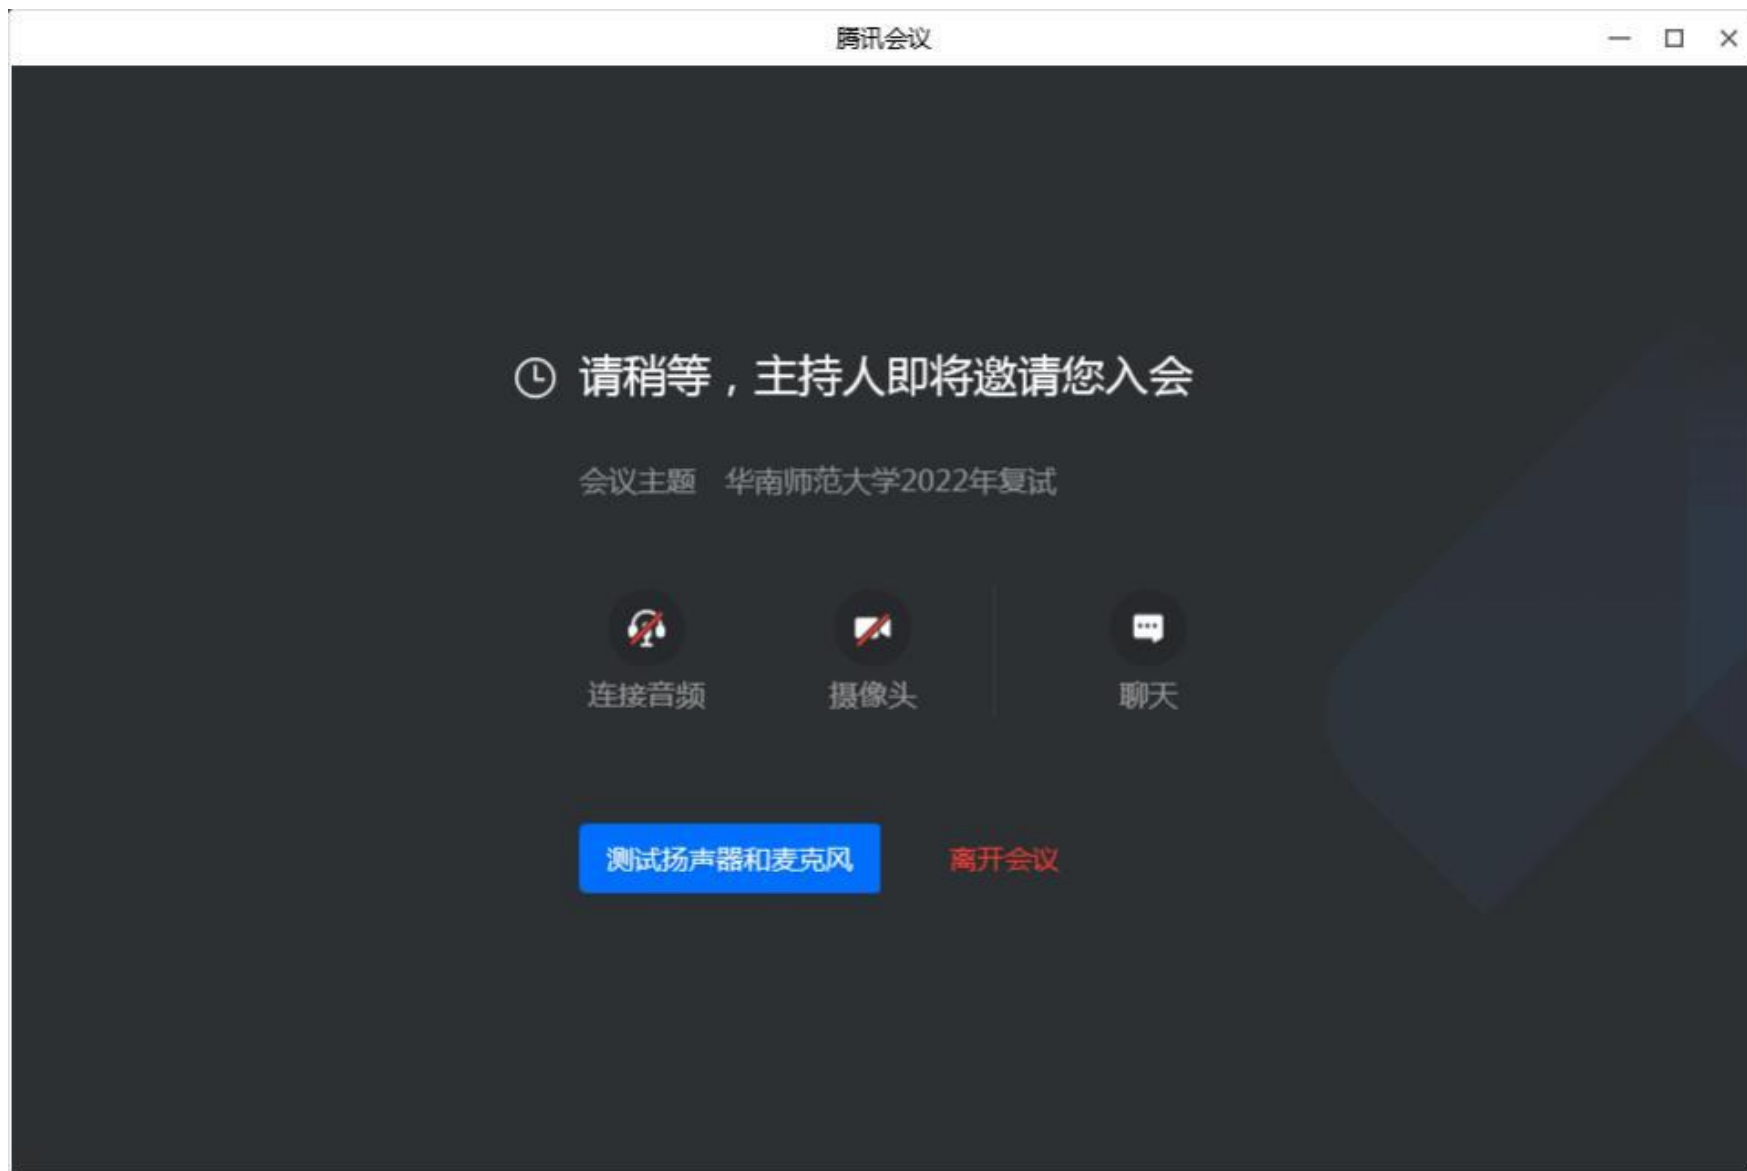 腾讯会议
请稍等，主持人即将邀请您入会
会议主题 华南师范大学2022年复试
连接音频 摄像头 聊天
测试扬声器和麦克风 离开会议